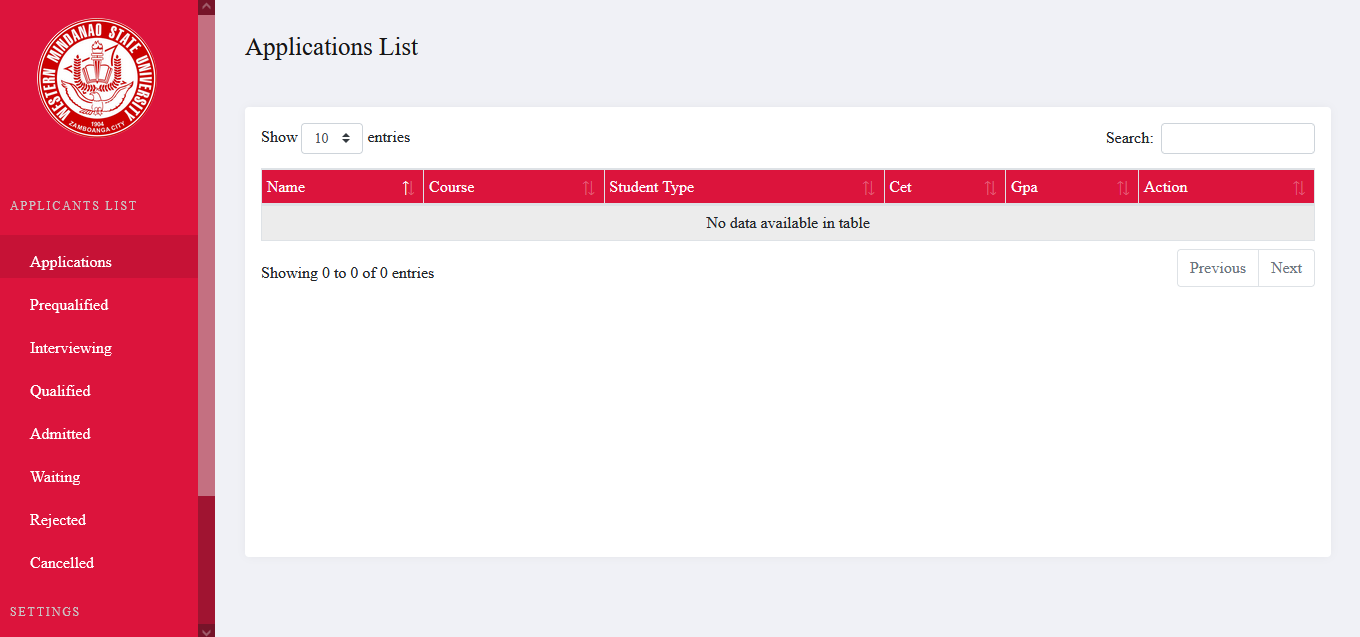 WESTERN MINDANAO STATE UNIVERSITY
1904
ZAMBOANGA CITY
APPLICANTS LIST
Applications
Prequalified
Interviewing
Qualified
Admitted
Waiting
Rejected
Cancelled
SETTINGS
Applications List
Show 10 entries
Search:
Name Course Student Type Cet Gpa Action
No data available in table
Showing 0 to 0 of 0 entries
Previous Next